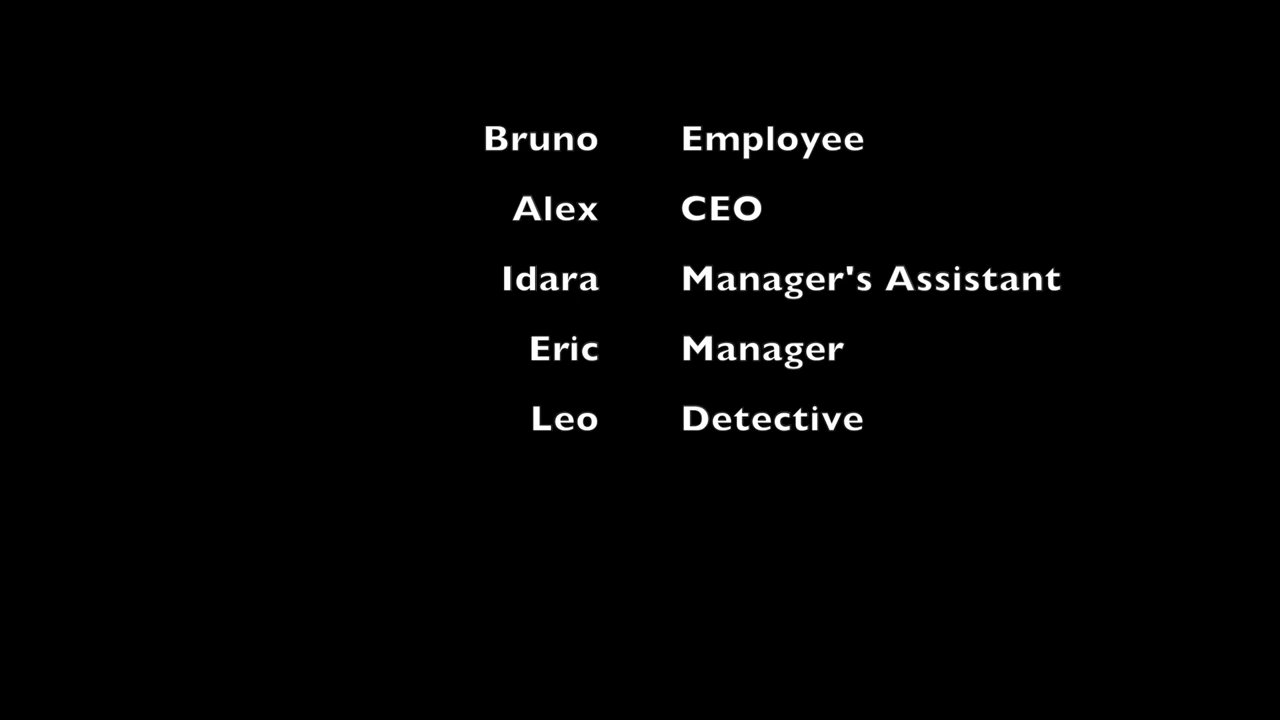 Bruno Employee
Alex CEO
Idara Manager's Assistant
Eric Manager
Leo Detective